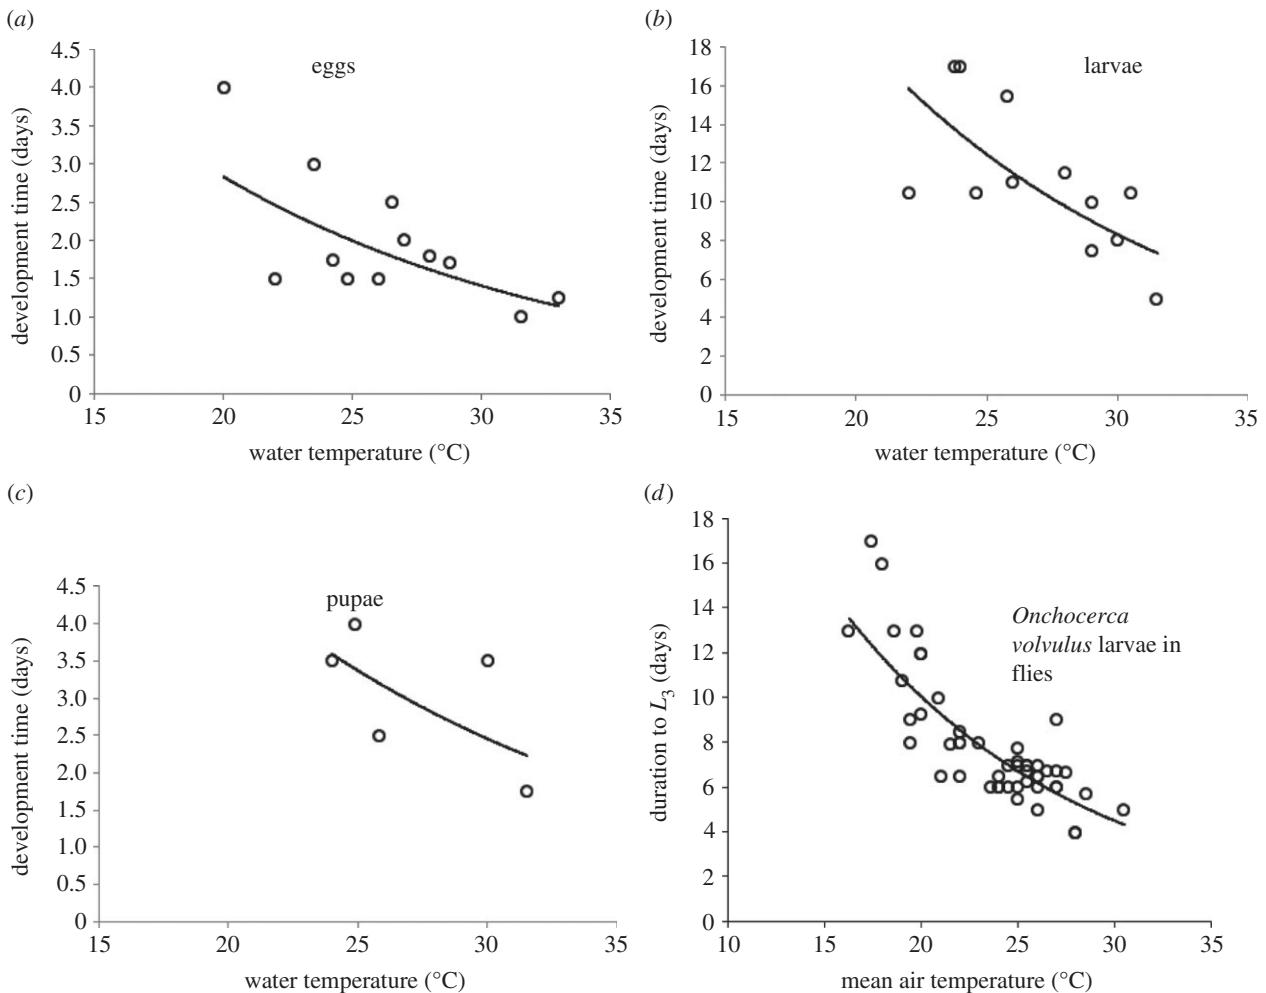 (a)
eggs
development time (days)
4.5
4.0
3.5
3.0
2.5
2.0
1.5
1.0
0.5
0
15 20 25 30 35
water temperature (°C)
(b)
larvae
development time (days)
18
16
14
12
10
8
6
4
2
0
15 20 25 30 35
water temperature (°C)
(c)
pupae
development time (days)
4.5
4.0
3.5
3.0
2.5
2.0
1.5
1.0
0.5
0
15 20 25 30 35
water temperature (°C)
(d)
Onchocerca
volvulus larvae in
flies
duration to L3 (days)
18
16
14
12
10
8
6
4
2
0
10 15 20 25 30 35
mean air temperature (°C)